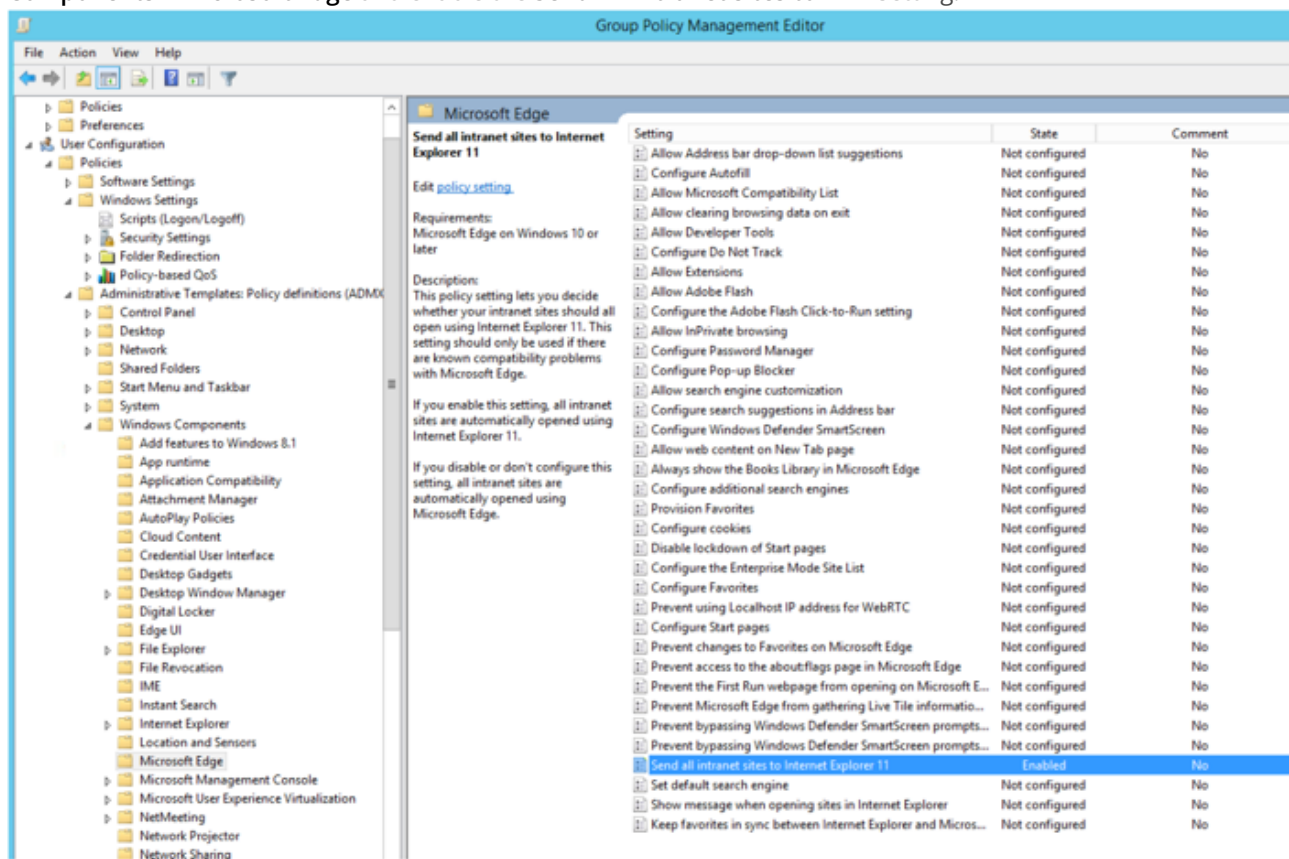 Group Policy Management Editor
File Action View Help
Policies
Preferences
User Configuration
Policies
Software Settings
Windows Settings
Scripts (Logon/Logoff)
Security Settings
Folder Redirection
Policy-based QoS
Administrative Templates: Policy definitions (ADMX
Control Panel
Desktop
Network
Shared Folders
Start Menu and Taskbar
System
Windows Components
Add features to Windows 8.1
App runtime
Application Compatibility
Attachment Manager
AutoPlay Policies
Cloud Content
Credential User Interface
Desktop Gadgets
Desktop Window Manager
Digital Locker
Edge UI
File Explorer
File Revocation
IME
Instant Search
Internet Explorer
Location and Sensors
Microsoft Edge
Microsoft Management Console
Microsoft User Experience Virtualization
NetMeeting
Network Projector
Network Sharing
Microsoft Edge
Send all intranet sites to Internet
Explorer 11
Edit policy setting
Requirements:
Microsoft Edge on Windows 10 or
later
Description:
This policy setting lets you decide
whether your intranet sites should all
open using Internet Explorer 11. This
setting should only be used if there
are known compatibility problems
with Microsoft Edge.
If you enable this setting, all intranet
sites are automatically opened using
Internet Explorer 11.
If you disable or don't configure this
setting, all intranet sites are
automatically opened using
Microsoft Edge.
Setting State Comment
Allow Address bar drop-down list suggestions Not configured No
Configure Autofill Not configured No
Allow Microsoft Compatibility List Not configured No
Allow clearing browsing data on exit Not configured No
Allow Developer Tools Not configured No
Configure Do Not Track Not configured No
Allow Extensions Not configured No
Allow Adobe Flash Not configured No
Configure the Adobe Flash Click-to-Run setting Not configured No
Allow InPrivate browsing Not configured No
Configure Password Manager Not configured No
Configure Pop-up Blocker Not configured No
Allow search engine customization Not configured No
Configure search suggestions in Address bar Not configured No
Configure Windows Defender SmartScreen Not configured No
Allow web content on New Tab page Not configured No
Always show the Books Library in Microsoft Edge Not configured No
Configure additional search engines Not configured No
Provision Favorites Not configured No
Configure cookies Not configured No
Disable lockdown of Start pages Not configured No
Configure the Enterprise Mode Site List Not configured No
Configure Favorites Not configured No
Prevent using Localhost IP address for WebRTC Not configured No
Configure Start pages Not configured No
Prevent changes to Favorites on Microsoft Edge Not configured No
Prevent access to the about:flags page in Microsoft Edge Not configured No
Prevent the First Run webpage from opening on Microsoft E... Not configured No
Prevent Microsoft Edge from gathering Live Tile informatio... Not configured No
Prevent bypassing Windows Defender SmartScreen prompts... Not configured No
Prevent bypassing Windows Defender SmartScreen prompts... Not configured No
Send all intranet sites to Internet Explorer 11 Enabled No
Set default search engine Not configured No
Show message when opening sites in Internet Explorer Not configured No
Keep favorites in sync between Internet Explorer and Micros... Not configured No